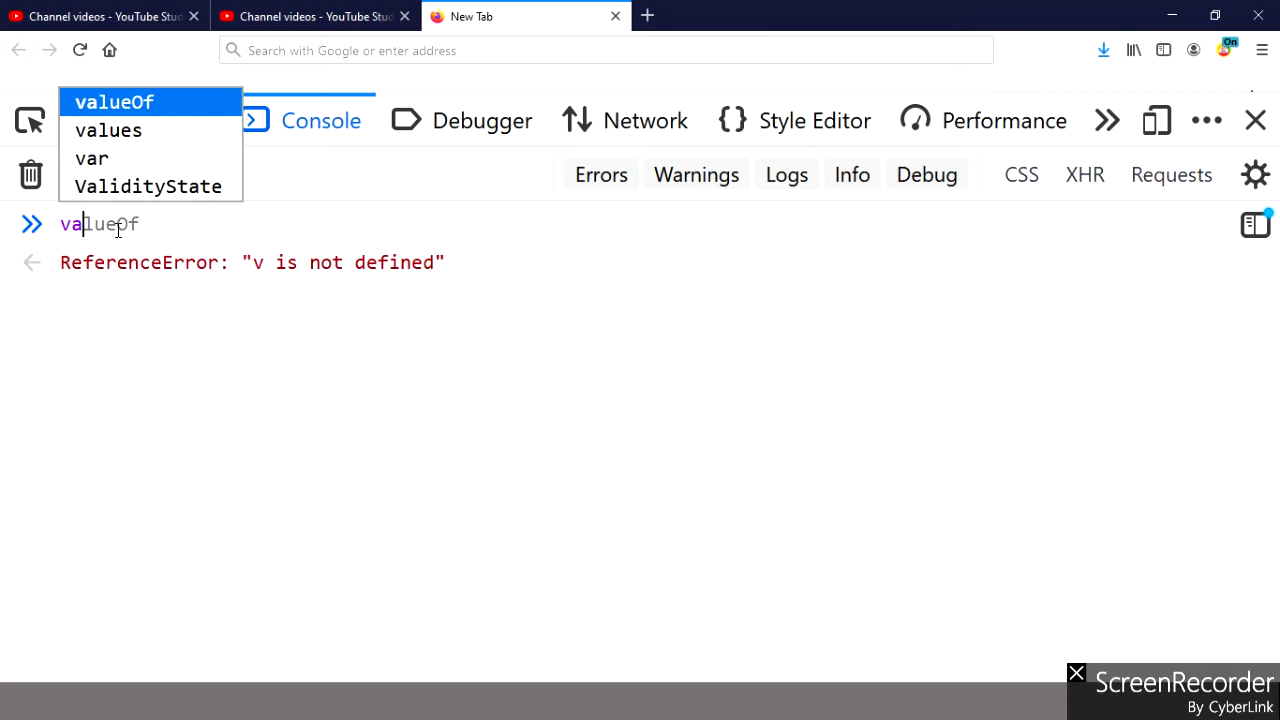 Channel videos - YouTube Stud
Channel videos - YouTube Stud
New Tab
Search with Google or enter address
On
valueOf
values
var
ValidityState
Console
Debugger
Network
Style Editor
Performance
Errors
Warnings
Logs
Info
Debug
CSS
XHR
Requests
valueOf
ReferenceError: "v is not defined"
ScreenRecorder
By CyberLink